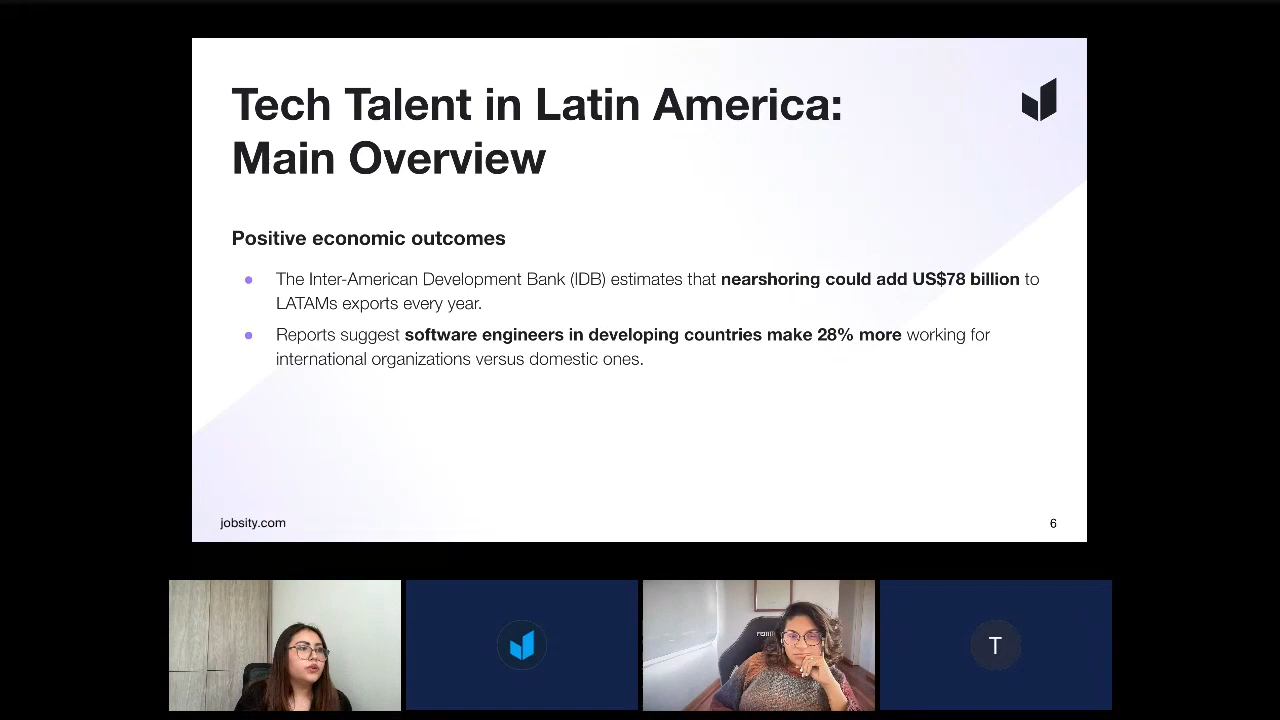 Tech Talent in Latin America:
Main Overview
Positive economic outcomes
The Inter-American Development Bank (IDB) estimates that nearshoring could add US$78 billion to
LATAMs exports every year.
Reports suggest software engineers in developing countries make 28% more working for
international organizations versus domestic ones.
jobsity.com
6
T